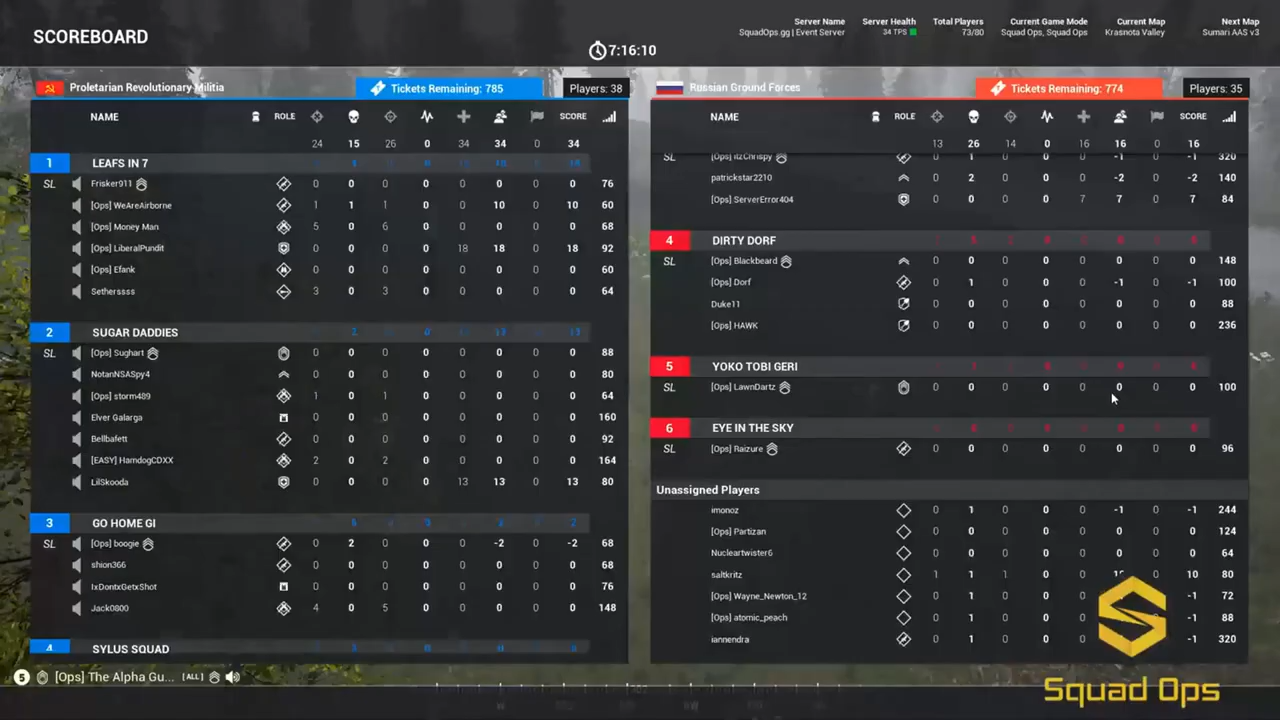 SCOREBOARD
Server Name
SquadOps.gg | Event Server
Server Health
34 TPS
Total Players
73/80
Current Game Mode
Squad Ops, Squad Ops
Current Map
Krasnota Valley
Next Map
Sumari AAS v3
7:16:10
Proletarian Revolutionary Militia
Tickets Remaining: 785
Players: 38
NAME ROLE SCORE
24 15 26 0 34 34 0 34
1 LEAFS IN 7
SL Frisker911 0 0 0 0 0 0 0 0 76
[Ops] WeAreAirborne 1 1 1 0 0 10 0 10 60
[Ops] Money Man 5 0 6 0 0 0 0 0 68
[Ops] LiberalPundit 0 0 0 0 18 18 0 18 92
[Ops] Efank 0 0 0 0 0 0 0 0 60
Setherssss 3 0 3 0 0 0 0 0 64
2 SUGAR DADDIES
SL [Ops] Sughart 0 0 0 0 0 0 0 0 88
NotanNSASpy4 0 0 0 0 0 0 0 0 80
[Ops] storm489 1 0 1 0 0 0 0 0 64
Elver Galarga 0 0 0 0 0 0 0 0 160
Bellbafett 0 0 0 0 0 0 0 0 92
[EASY] HamdogCDXX 2 0 2 0 0 0 0 0 164
LilSkooda 0 0 0 0 13 13 0 13 80
3 GO HOME GI
SL [Ops] boogie 0 2 0 0 0 -2 0 -2 68
shion366 0 0 0 0 0 0 0 0 68
IxDontxGetxShot 0 0 0 0 0 0 0 0 76
Jack0800 4 0 5 0 0 0 0 0 148
4 SYLUS SQUAD
Russian Ground Forces
Tickets Remaining: 774
Players: 35
NAME ROLE SCORE
13 26 14 0 16 16 0 16
SL [Ops] ItzChrispy 0 1 0 0 0 -1 0 -1 320
patrickstar2210 0 2 0 0 0 -2 0 -2 140
[Ops] ServerError404 0 0 0 0 7 7 0 7 84
4 DIRTY DORF
SL [Ops] Blackbeard 0 0 0 0 0 0 0 0 148
[Ops] Dorf 0 1 0 0 0 -1 0 -1 100
Duke11 0 0 0 0 0 0 0 0 88
[Ops] HAWK 0 0 0 0 0 0 0 0 236
5 YOKO TOBI GERI
SL [Ops] LawnDartz 0 0 0 0 0 0 0 0 100
6 EYE IN THE SKY
SL [Ops] Raizure 0 0 0 0 0 0 0 0 96
Unassigned Players
imonoz 0 1 0 0 0 -1 0 -1 244
[Ops] Partizan 0 0 0 0 0 0 0 0 124
Nucleartwister6 0 0 0 0 0 0 0 0 64
saltkritz 1 1 1 0 0 0 10 80
[Ops] Wayne_Newton_12 0 1 0 0 0 -1 72
[Ops] atomic_peach 0 1 0 0 0 -1 88
iannendra 0 1 0 0 0 -1 320
5 [Ops] The Alpha Gu... [ALL]
Squad Ops